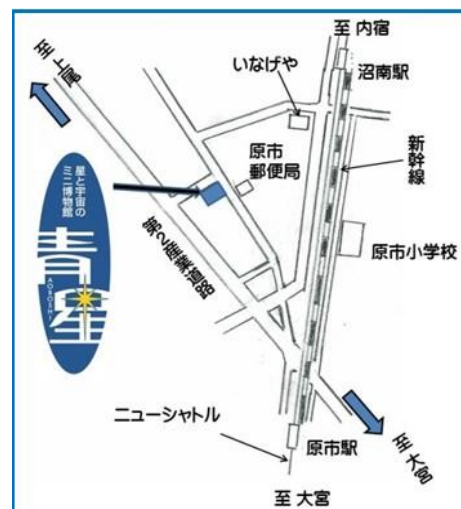 至 内宿
至 上尾
いなげや
沼南駅
新幹線
原市
郵便局
星と宇宙の
ミニ博物館
青星
AOBOSHI
第2産業道路
原市小学校
ニューシャトル
原市駅
至 大宮
至 大宮